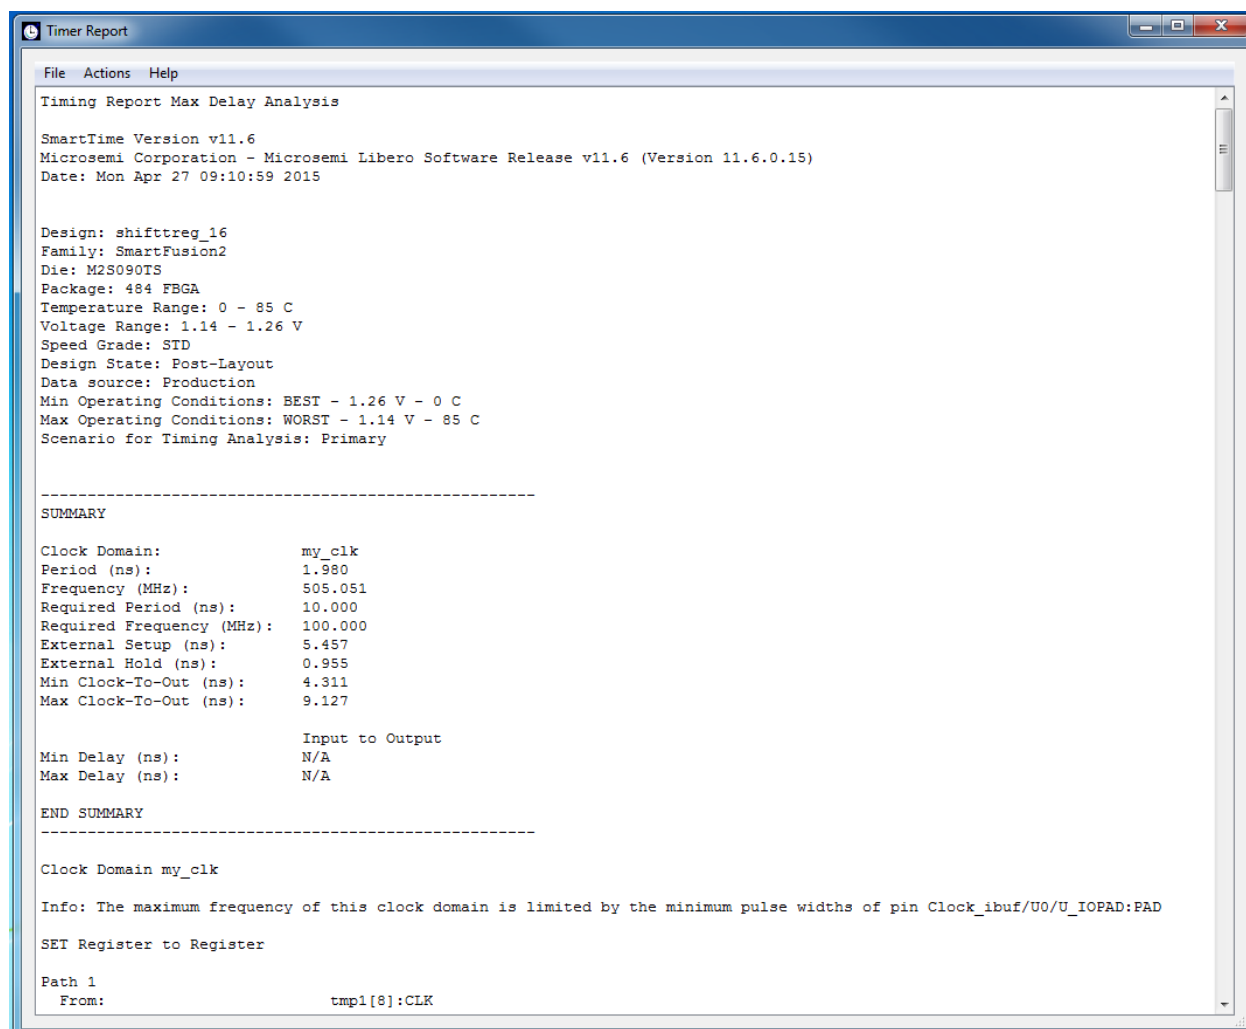 Timer Report
File Actions Help
Timing Report Max Delay Analysis
SmartTime Version v11.6
Microsemi Corporation - Microsemi Libero Software Release v11.6 (Version 11.6.0.15)
Date: Mon Apr 27 09:10:59 2015
Design: shifttreg_16
Family: SmartFusion2
Die: M2S090TS
Package: 484 FBGA
Temperature Range: 0 - 85 C
Voltage Range: 1.14 - 1.26 V
Speed Grade: STD
Design State: Post-Layout
Data source: Production
Min Operating Conditions: BEST - 1.26 V - 0 C
Max Operating Conditions: WORST - 1.14 V - 85 C
Scenario for Timing Analysis: Primary
-----------------------------------------------------
SUMMARY
Clock Domain: my_clk
Period (ns): 1.980
Frequency (MHz): 505.051
Required Period (ns): 10.000
Required Frequency (MHz): 100.000
External Setup (ns): 5.457
External Hold (ns): 0.955
Min Clock-To-Out (ns): 4.311
Max Clock-To-Out (ns): 9.127
Input to Output
Min Delay (ns): N/A
Max Delay (ns): N/A
END SUMMARY
-----------------------------------------------------
Clock Domain my_clk
Info: The maximum frequency of this clock domain is limited by the minimum pulse widths of pin Clock_ibuf/U0/U_IOPAD:PAD
SET Register to Register
Path 1
From: tmp1[8]:CLK